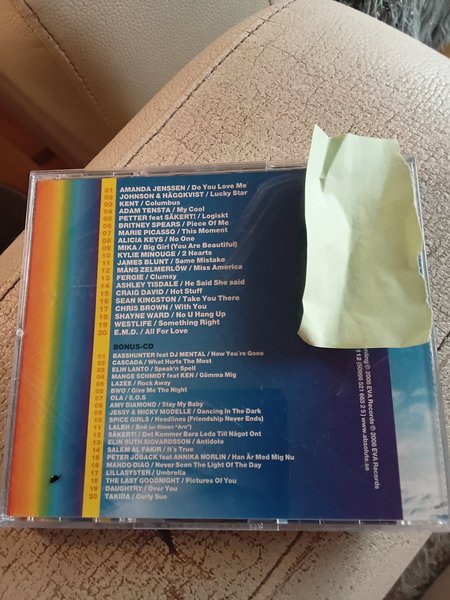 01 AMANDA JENSSEN / Do You Love Me
02 JOHNSON & HÄGGKVIST / Lucky Star
03 KENT / Columbus
04 ADAM TENSTA / My Cool
05 PETTER feat SÄKERT! / Logiskt
06 BRITNEY SPEARS / Piece Of Me
07 MARIE PICASSO / This Moment
08 ALICIA KEYS / No One
09 MIKA / Big Girl (You Are Beautiful)
10 KYLIE MINOUGE / 2 Hearts
11 JAMES BLUNT / Same Mistake
12 MÅNS ZELMERLÖW / Miss America
13 FERGIE / Clumsy
14 ASHLEY TISDALE / He Said She said
15 CRAIG DAVID / Hot Stuff
16 SEAN KINGSTON / Take You There
17 CHRIS BROWN / With You
18 SHAYNE WARD / No U Hang Up
19 WESTLIFE / Something Right
20 E.M.D. / All For Love
BONUS-CD
01 BASSHUNTER feat DJ MENTAL / Now You're Gone
02 CASCADA / What Hurts The Most
03 ELIN LANTO / Speak'n Spell
04 MANGE SCHMIDT feat KEN / Gömma Mig
05 LAZEE / Rock Away
06 BWO / Give Me The Night
07 OLA / S.O.S
08 AMY DIAMOND / Stay My Baby
09 JESSY & MICKY MODELLE / Dancing In The Dark
10 SPICE GIRLS / Headlines (Friendship Never Ends)
11 LALEH / Snö (ur filmen "Arn")
12 SÄKERT! / Det Kommer Bara Leda Till Något Ont
13 ELIN RUTH SIGVARDSSON / Antidote
14 SALEM AL FAKIR / It's True
15 PETER JÖBACK feat ANNIKA NORLIN / Han Är Med Mig Nu
16 MANDO DIAO / Never Seen The Light Of The Day
17 LILLASYSTER / Umbrella
18 THE LAST GOODNIGHT / Pictures Of You
19 DAUGHTRY / Over You
20 TAKIDA / Curly Sue
℗ 2008 EVA Records © 2008 EVA Records
www.absolute.se